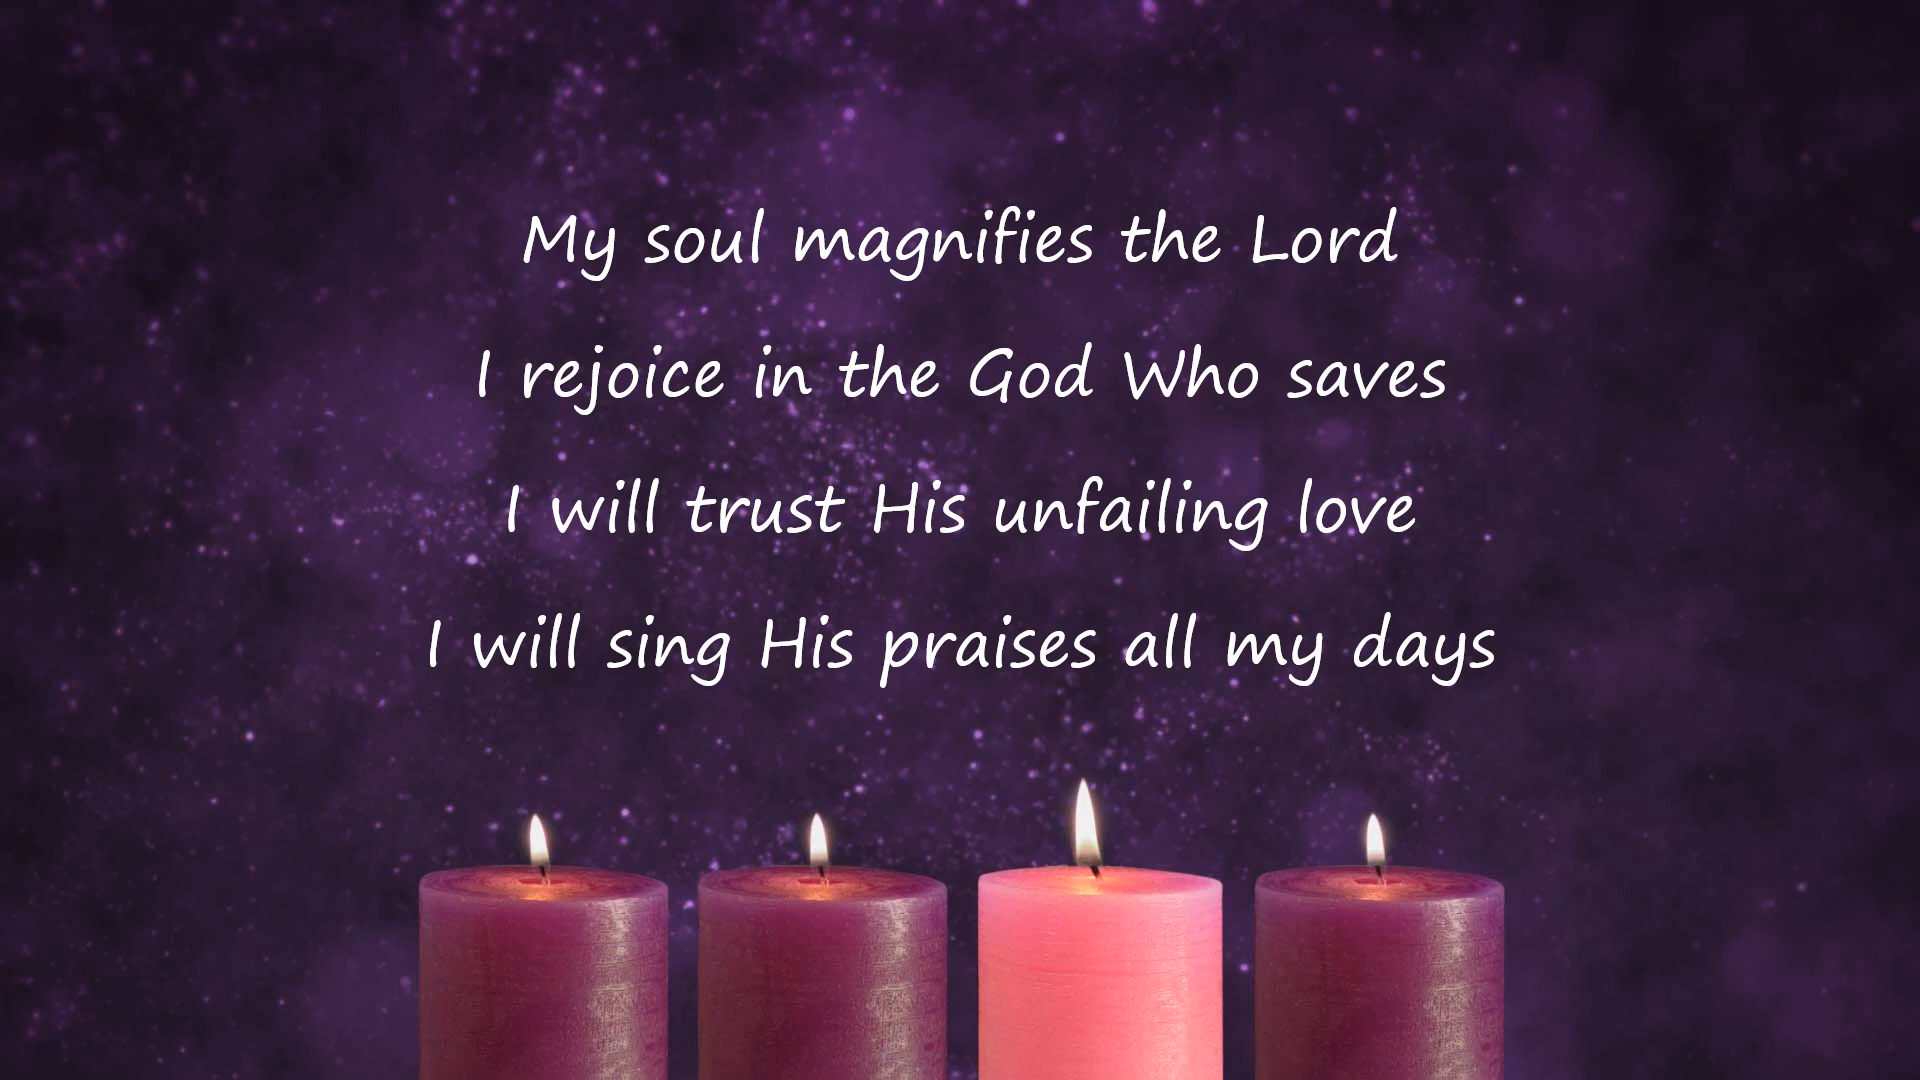 My soul magnifies the Lord
I rejoice in the God Who saves
I will trust His unfailing love
I will sing His praises all my days